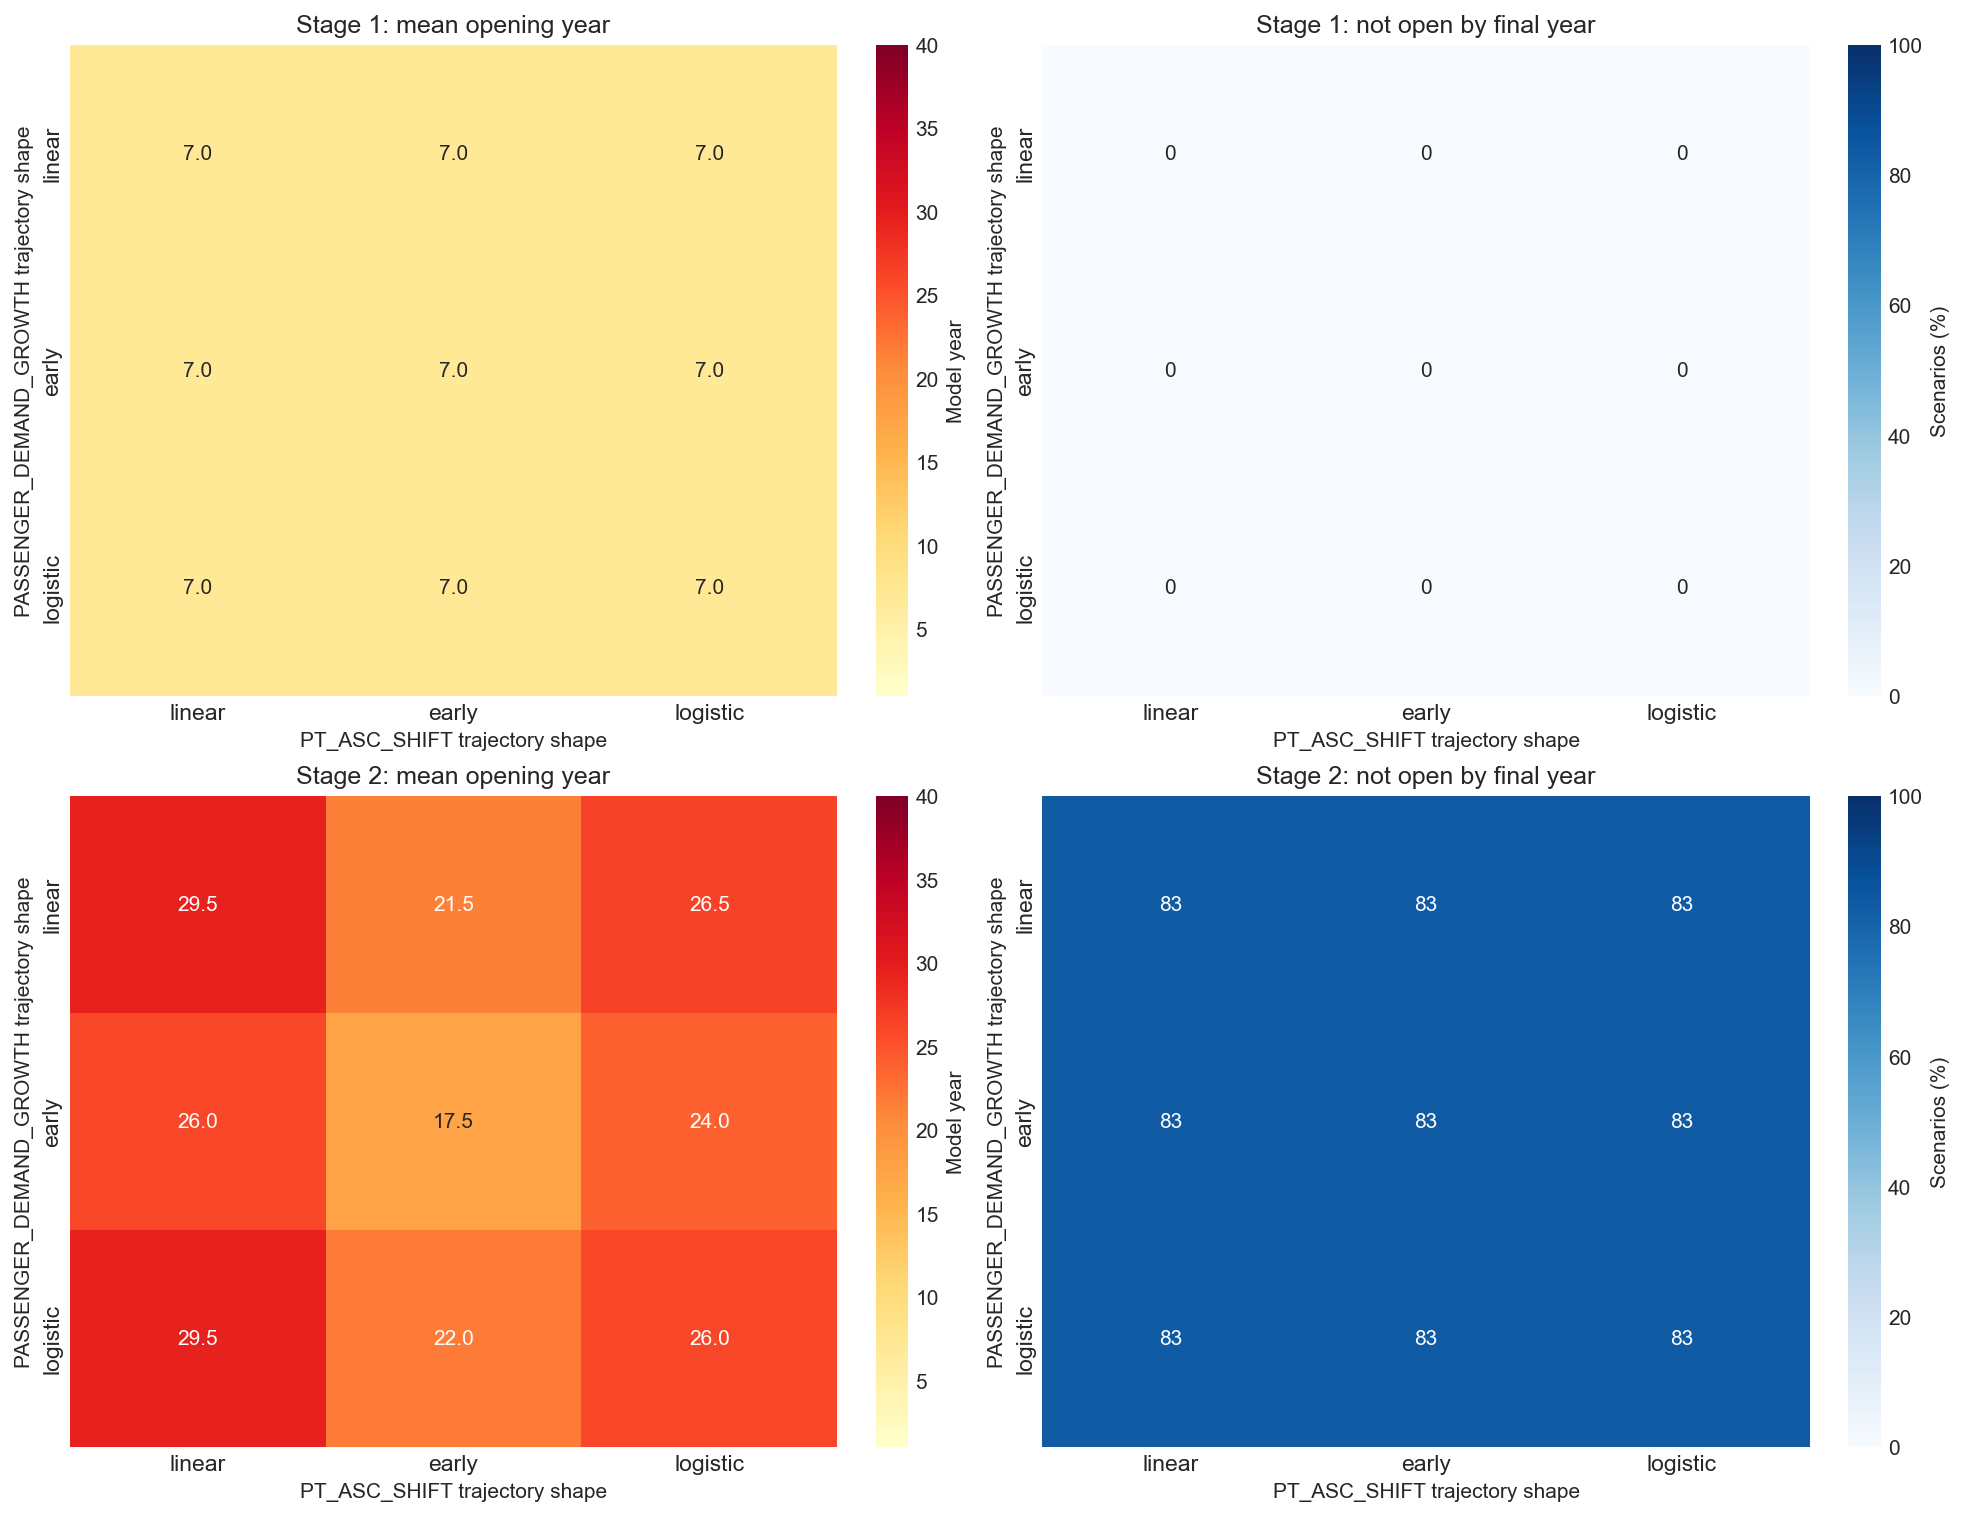 Stage 1: mean opening year
PASSENGER_DEMAND_GROWTH trajectory shape
linear
early
logistic
7.0 7.0 7.0
7.0 7.0 7.0
7.0 7.0 7.0
linear early logistic
PT_ASC_SHIFT trajectory shape
40
35
30
25
20
15
10
5
Model year
Stage 1: not open by final year
PASSENGER_DEMAND_GROWTH trajectory shape
linear
early
logistic
0 0 0
0 0 0
0 0 0
linear early logistic
PT_ASC_SHIFT trajectory shape
100
80
60
40
20
0
Scenarios (%)
Stage 2: mean opening year
PASSENGER_DEMAND_GROWTH trajectory shape
linear
early
logistic
29.5 21.5 26.5
26.0 17.5 24.0
29.5 22.0 26.0
linear early logistic
PT_ASC_SHIFT trajectory shape
40
35
30
25
20
15
10
5
Model year
Stage 2: not open by final year
PASSENGER_DEMAND_GROWTH trajectory shape
linear
early
logistic
83 83 83
83 83 83
83 83 83
linear early logistic
PT_ASC_SHIFT trajectory shape
100
80
60
40
20
0
Scenarios (%)